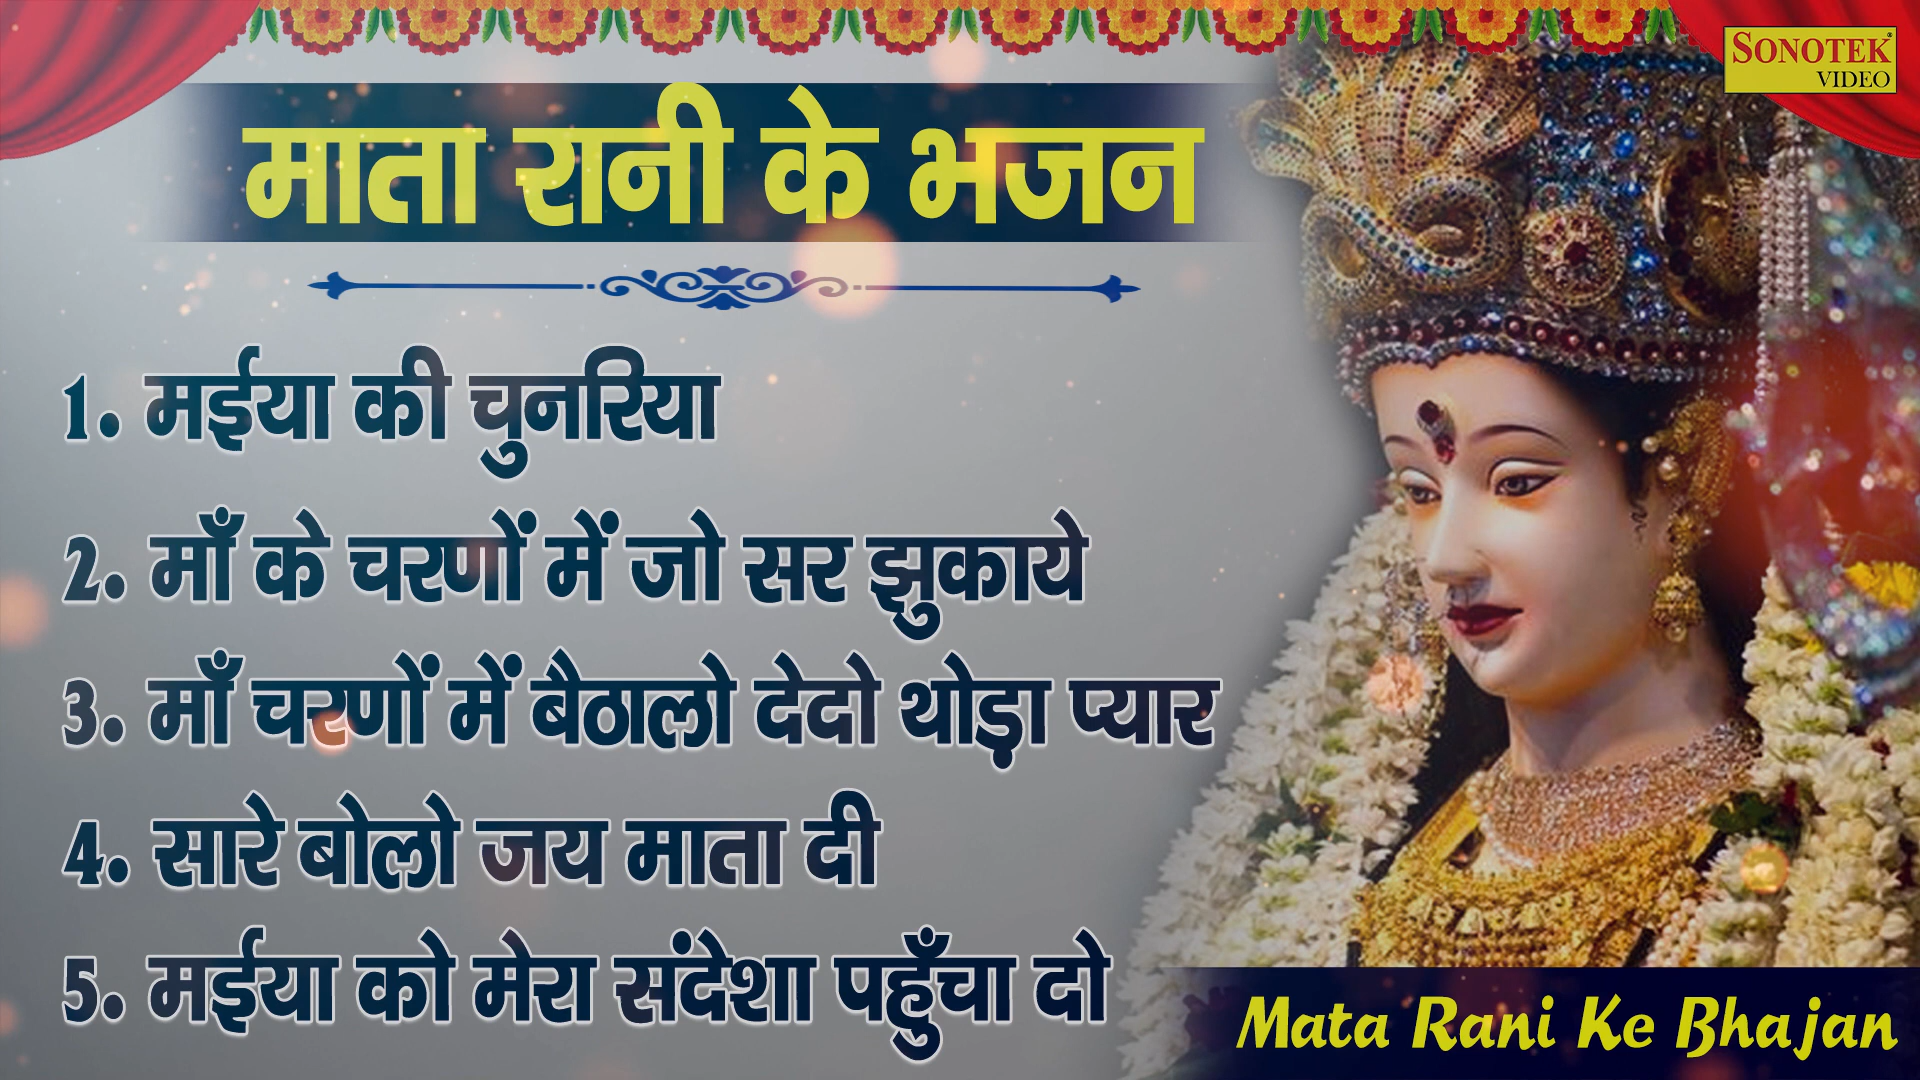 SONOTEK
VIDEO
माता रानी के भजन
1. मईया की चुनरिया
2. माँ के चरणों में जो सर झुकाये
3. माँ चरणों में बैठालो देदो थोड़ा प्यार
4. सारे बोलो जय माता दी
5. मईया को मेरा संदेशा पहुँचा दो
Mata Rani Ke Bhajan